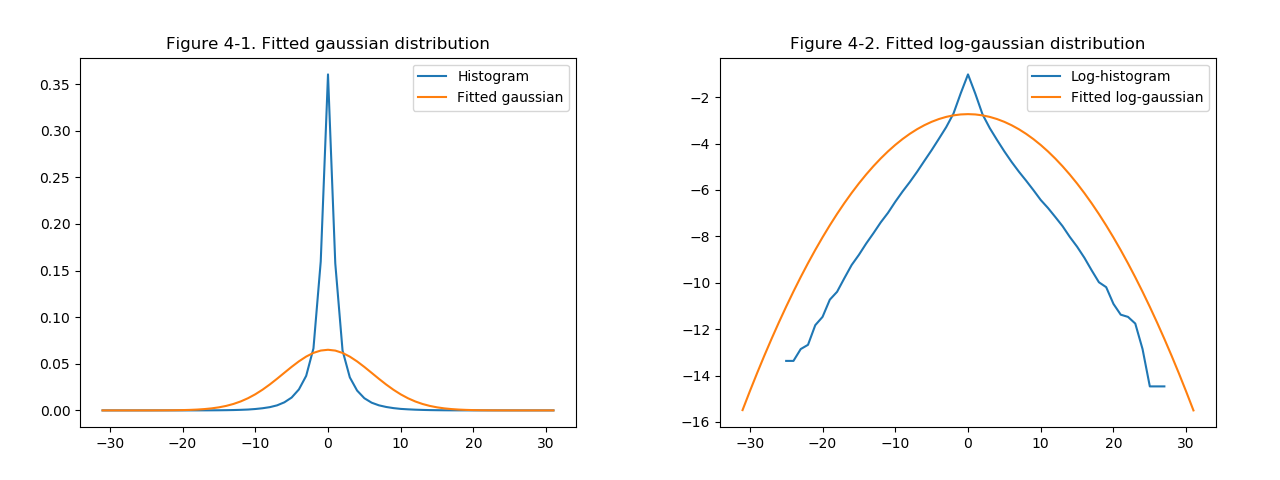 Figure 4-1. Fitted gaussian distribution
Histogram
Fitted gaussian
0.35
0.30
0.25
0.20
0.15
0.10
0.05
0.00
−30 −20 −10 0 10 20 30
Figure 4-2. Fitted log-gaussian distribution
Log-histogram
Fitted log-gaussian
−2
−4
−6
−8
−10
−12
−14
−16
−30 −20 −10 0 10 20 30